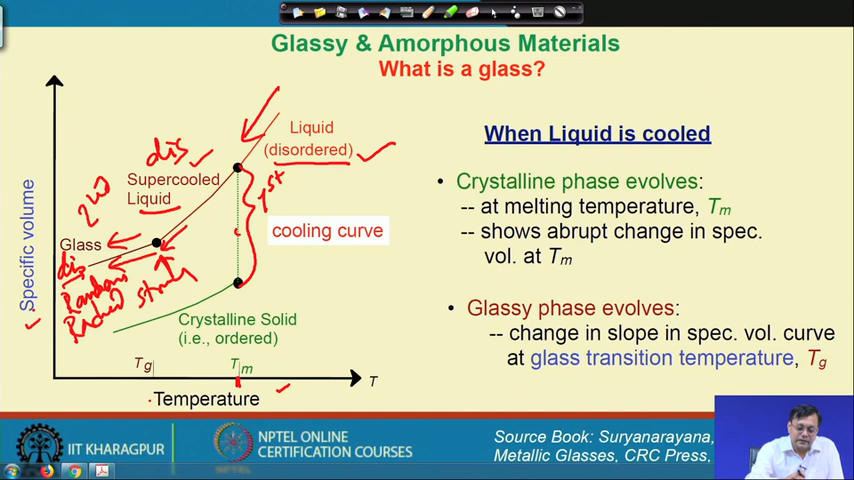 Glassy & Amorphous Materials
What is a glass?
Liquid
(disordered)
dis
Supercooled
Liquid
1st
2nd
cooling curve
Glass
dis
Random
Packed strong
Crystalline Solid
(i.e., ordered)
Specific volume
Tg
Tm
T
Temperature
When Liquid is cooled
• Crystalline phase evolves:
-- at melting temperature, Tm
-- shows abrupt change in spec.
vol. at Tm
• Glassy phase evolves:
-- change in slope in spec. vol. curve
at glass transition temperature, Tg
IIT KHARAGPUR
NPTEL ONLINE
CERTIFICATION COURSES
Source Book: Suryanarayana,
Metallic Glasses, CRC Press,